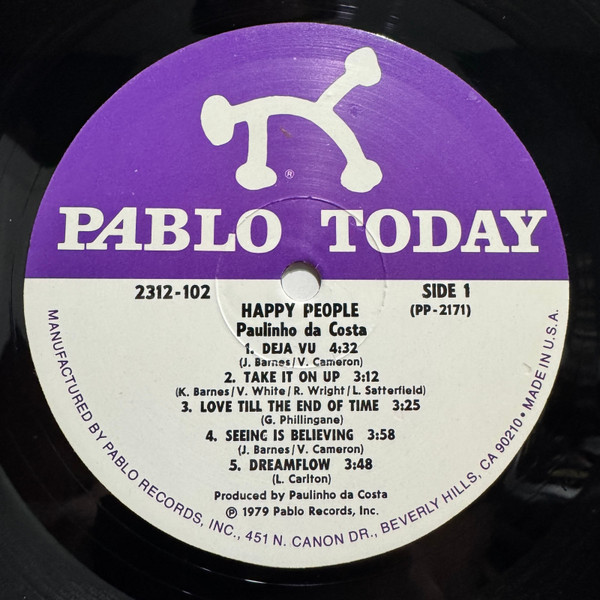 ®
PABLO TODAY
2312-102
SIDE 1
(PP-2171)
HAPPY PEOPLE
Paulinho da Costa
1. DEJA VU 4:32
(J. Barnes/V. Cameron)
2. TAKE IT ON UP 3:12
(K. Barnes/V. White/R. Wright/L. Satterfield)
3. LOVE TILL THE END OF TIME 3:25
(G. Phillingane)
4. SEEING IS BELIEVING 3:58
(J. Barnes/V. Cameron)
5. DREAMFLOW 3:48
(L. Carlton)
Produced by Paulinho da Costa
℗ 1979 Pablo Records, Inc.
MANUFACTURED BY PABLO RECORDS, INC., 451 N. CANON DR., BEVERLY HILLS, CA 90210 • MADE IN U.S.A.